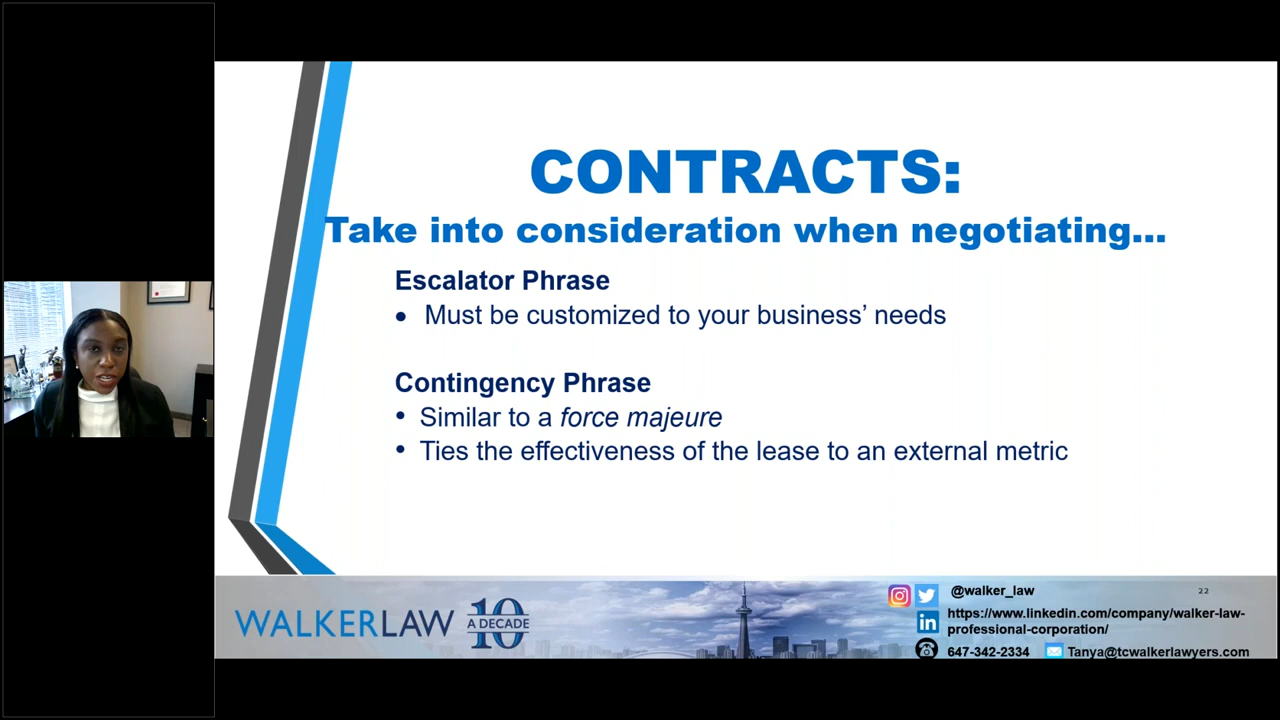 CONTRACTS:
Take into consideration when negotiating...
Escalator Phrase
• Must be customized to your business’ needs
Contingency Phrase
• Similar to a force majeure
• Ties the effectiveness of the lease to an external metric
WALKERLAW 10 A DECADE
@walker_law
22
https://www.linkedin.com/company/walker-law-
professional-corporation/
647-342-2334 Tanya@tcwalkerlawyers.com